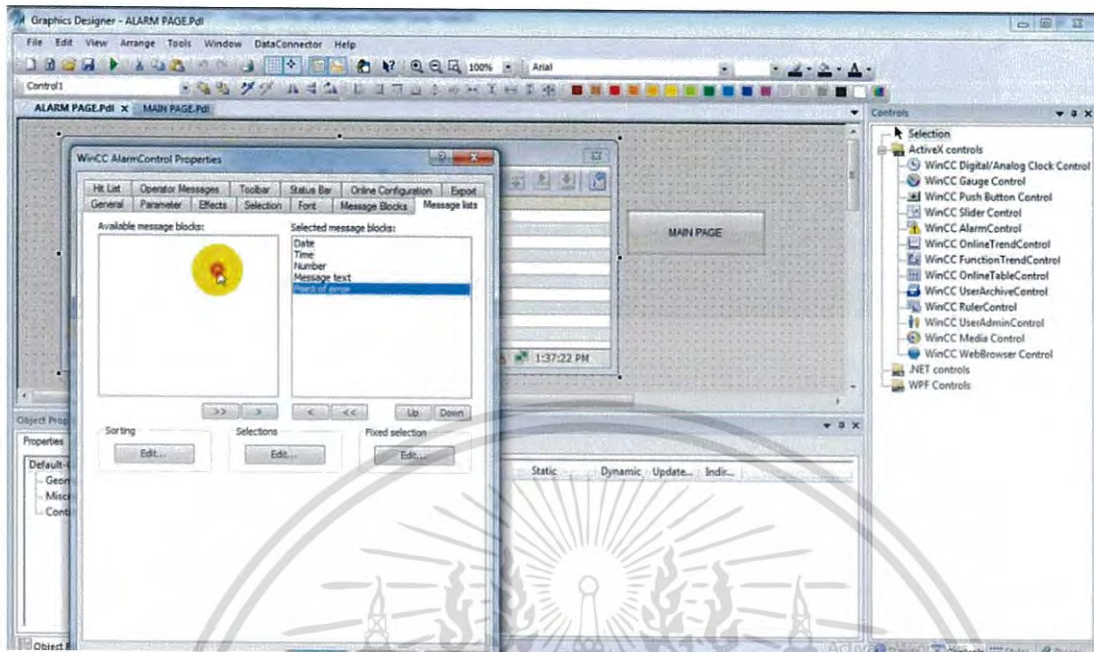 Graphics Designer - ALARM PAGE.Pdl
File Edit View Arrange Tools Window DataConnector Help
100% Arial
Control1
ALARM PAGE.Pdl X MAIN PAGE.Pdl
WinCC AlarmControl Properties
Hit List Operator Messages Toolbar Status Bar Online Configuration Export
General Parameter Effects Selection Font Message Blocks Message lists
Available message blocks:
Selected message blocks:
Date
Time
Number
Message text
Point of error
>> > < << Up Down
Sorting Selections Fixed selection
Edit... Edit... Edit...
MAIN PAGE
1:37:22 PM
Properties
Static Dynamic Update... Indir...
Controls
Selection
ActiveX controls
WinCC Digital/Analog Clock Control
WinCC Gauge Control
WinCC Push Button Control
WinCC Slider Control
WinCC AlarmControl
WinCC OnlineTrendControl
WinCC FunctionTrendControl
WinCC OnlineTableControl
WinCC UserArchiveControl
WinCC RulerControl
WinCC UserAdminControl
WinCC Media Control
WinCC WebBrowser Control
.NET controls
WPF Controls